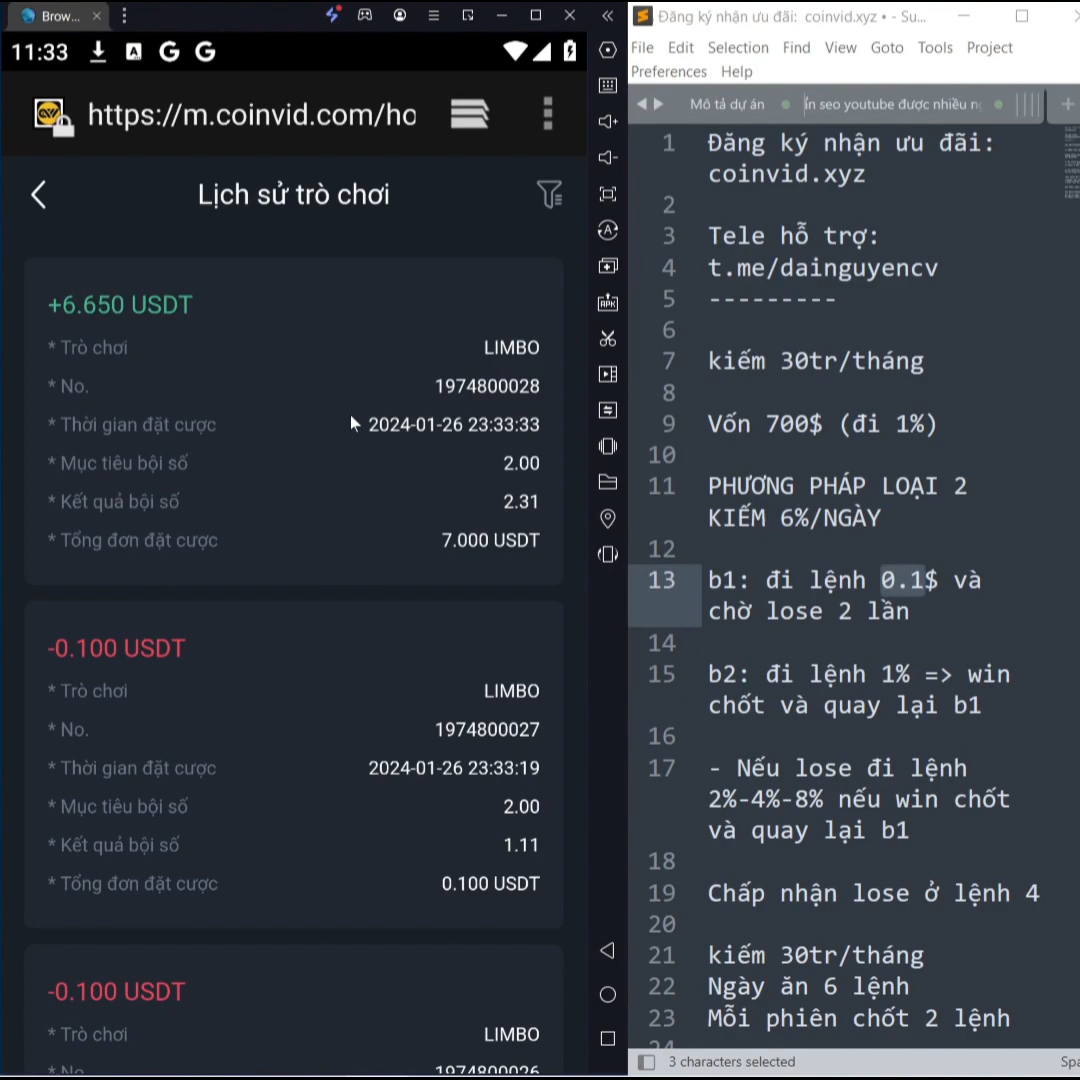 Brow...
11:33
https://m.coinvid.com/ho
Lịch sử trò chơi
+6.650 USDT
* Trò chơi LIMBO
* No. 1974800028
* Thời gian đặt cược 2024-01-26 23:33:33
* Mục tiêu bội số 2.00
* Kết quả bội số 2.31
* Tổng đơn đặt cược 7.000 USDT
-0.100 USDT
* Trò chơi LIMBO
* No. 1974800027
* Thời gian đặt cược 2024-01-26 23:33:19
* Mục tiêu bội số 2.00
* Kết quả bội số 1.11
* Tổng đơn đặt cược 0.100 USDT
-0.100 USDT
* Trò chơi LIMBO
* No. 1974800026
APK
Đăng ký nhận ưu đãi: coinvid.xyz • - Su...
File Edit Selection Find View Goto Tools Project
Preferences Help
Mô tả dự án ın seo youtube được nhiều n
1 Đăng ký nhận ưu đãi:
coinvid.xyz
2
3 Tele hỗ trợ:
4 t.me/dainguyencv
5 ---------
6
7 kiếm 30tr/tháng
8
9 Vốn 700$ (đi 1%)
10
11 PHƯƠNG PHÁP LOẠI 2
KIẾM 6%/NGÀY
12
13 b1: đi lệnh 0.1$ và
chờ lose 2 lần
14
15 b2: đi lệnh 1% => win
chốt và quay lại b1
16
17 - Nếu lose đi lệnh
2%-4%-8% nếu win chốt
và quay lại b1
18
19 Chấp nhận lose ở lệnh 4
20
21 kiếm 30tr/tháng
22 Ngày ăn 6 lệnh
23 Mỗi phiên chốt 2 lệnh
24
3 characters selected Spa